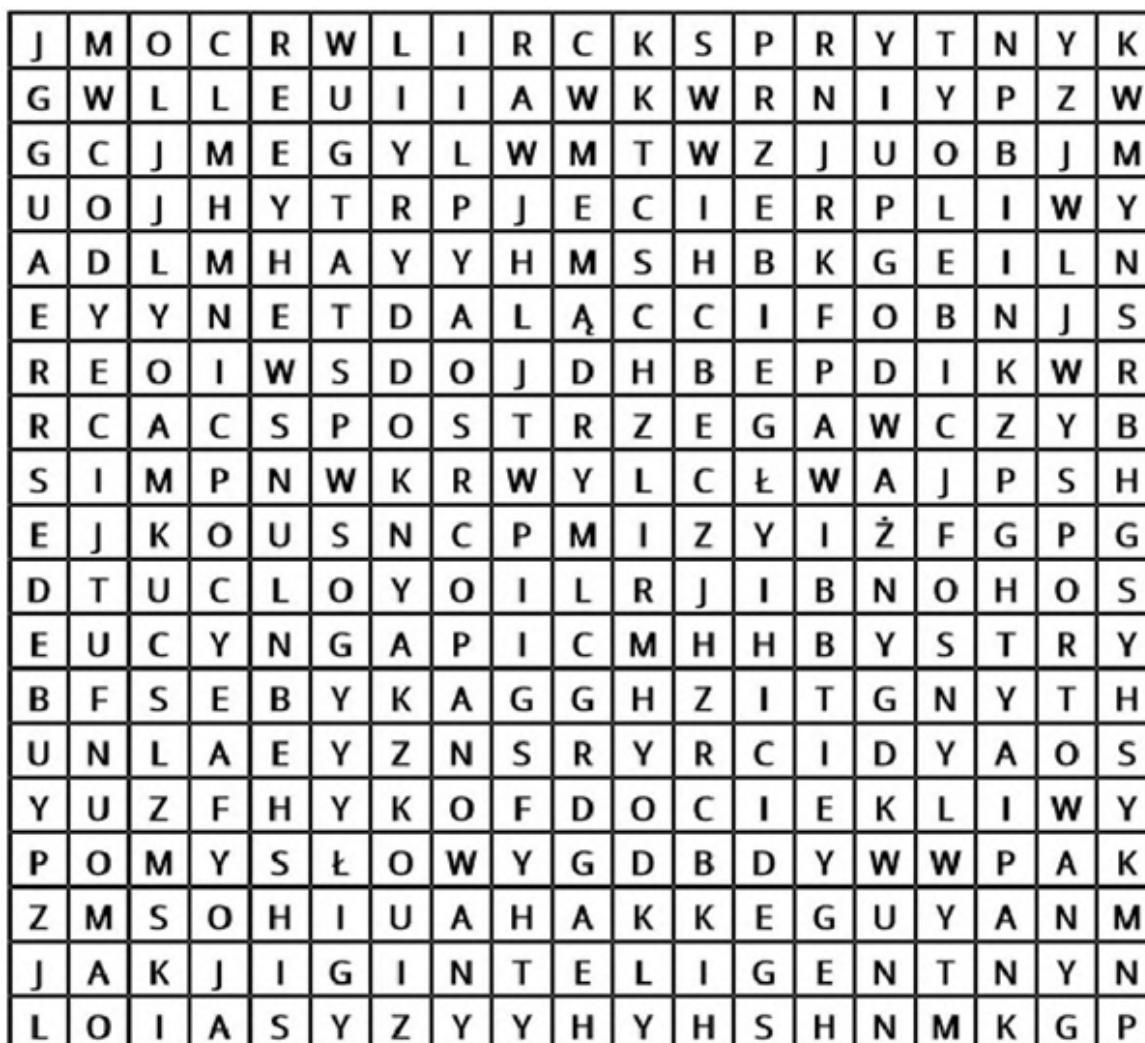 J M O C R W L I R C K S P R Y T N Y K
G W L L E U I I A W K W R N I Y P Z W
G C J M E G Y L W M T W Z J U O B J M
U O J H Y T R P J E C I E R P L I W Y
A D L M H A Y Y H M S H B K G E I L N
E Y Y N E T D A L Ą C C I F O B N J S
R E O I W S D O J D H B E P D I K W R
R C A C S P O S T R Z E G A W C Z Y B
S I M P N W K R W Y L C Ł W A J P S H
E J K O U S N C P M I Z Y I Ż F G P G
D T U C L O Y O I L R J I B N O H O S
E U C Y N G A P I C M H H B Y S T R Y
B F S E B Y K A G G H Z I T G N Y T H
U N L A E Y Z N S R Y R C I D Y A O S
Y U Z F H Y K O F D O C I E K L I W Y
P O M Y S Ł O W Y G D B D Y W W P A K
Z M S O H I U A H A K K E G U Y A N M
J A K J I G I N T E L I G E N T N Y N
L O I A S Y Z Y Y H Y H S H N M K G P